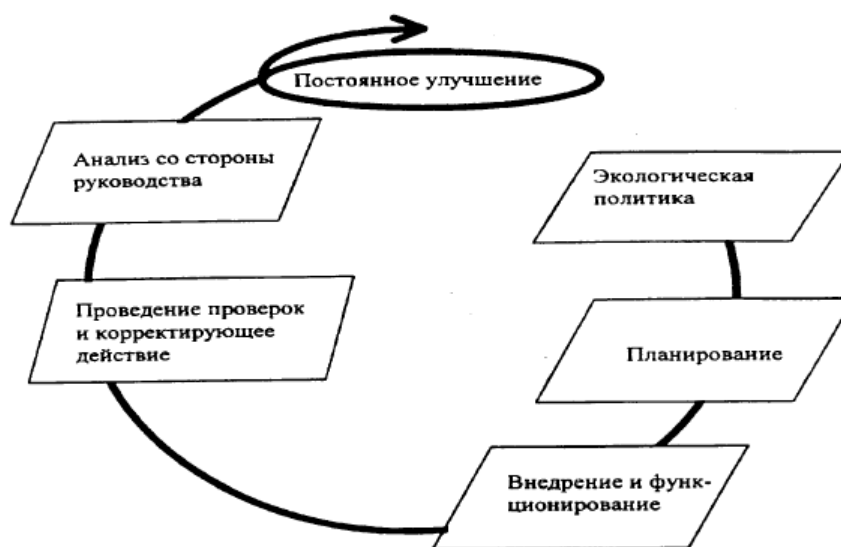 Постоянное улучшение
Анализ со стороны
руководства
Экологическая
политика
Проведение проверок
и корректирующее
действие
Планирование
Внедрение и функ-
ционирование